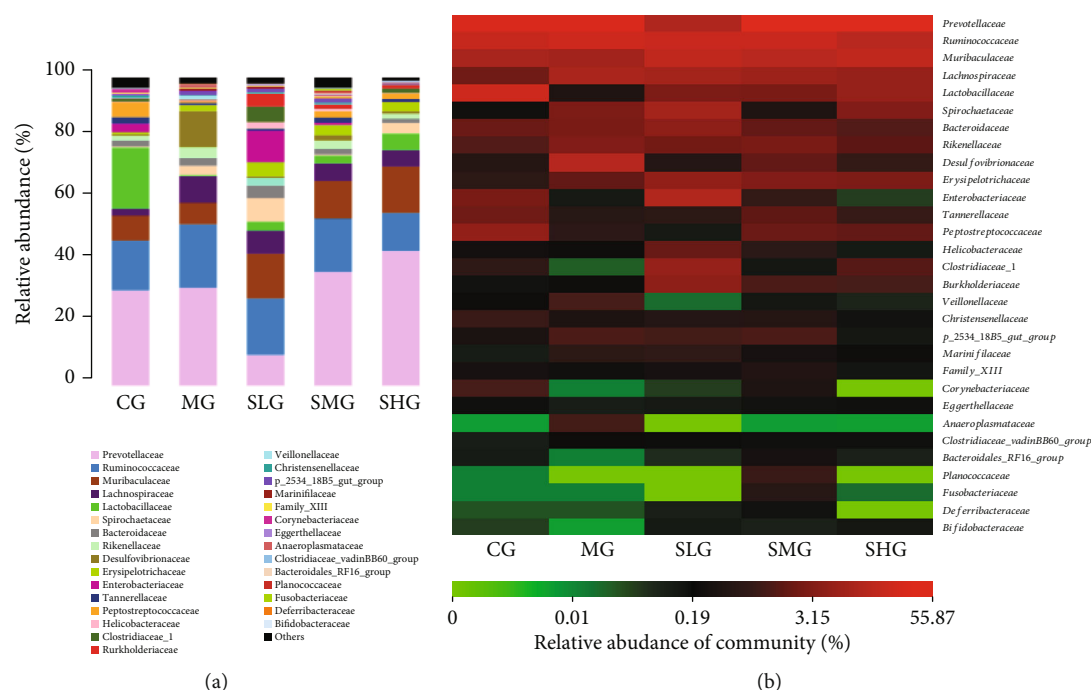 100
80
60
40
20
0
Relative abundance (%)
CG MG SLG SMG SHG
Prevotellaceae
Ruminococcaceae
Muribaculaceae
Lachnospiraceae
Lactobacillaceae
Spirochaetaceae
Bacteroidaceae
Rikenellaceae
Desulfovibrionaceae
Erysipelotrichaceae
Enterobacteriaceae
Tannerellaceae
Peptostreptococcaceae
Helicobacteraceae
Clostridiaceae_1
Rurkholderiaceae
Veillonellaceae
Christensenellaceae
p_2534_18B5_gut_group
Marinifilaceae
Family_XIII
Corynebacteriaceae
Eggerthellaceae
Anaeroplasmataceae
Clostridiaceae_vadinBB60_group
Bacteroidales_RF16_group
Planococcaceae
Fusobacteriaceae
Deferribacteraceae
Bifidobacteraceae
Others
(a)
Prevotellaceae
Ruminococcaceae
Muribaculaceae
Lachnospiraceae
Lactobacillaceae
Spirochaetaceae
Bacteroidaceae
Rikenellaceae
Desulfovibrionaceae
Erysipelotrichaceae
Enterobacteriaceae
Tannerellaceae
Peptostreptococcaceae
Helicobacteraceae
Clostridiaceae_1
Burkholderiaceae
Veillonellaceae
Christensenellaceae
p_2534_18B5_gut_group
Marinifilaceae
Family_XIII
Corynebacteriaceae
Eggerthellaceae
Anaeroplasmataceae
Clostridiaceae_vadinBB60_group
Bacteroidales_RF16_group
Planococcaceae
Fusobacteriaceae
Deferribacteraceae
Bifidobacteraceae
CG MG SLG SMG SHG
0 0.01 0.19 3.15 55.87
Relative abudance of community (%)
(b)